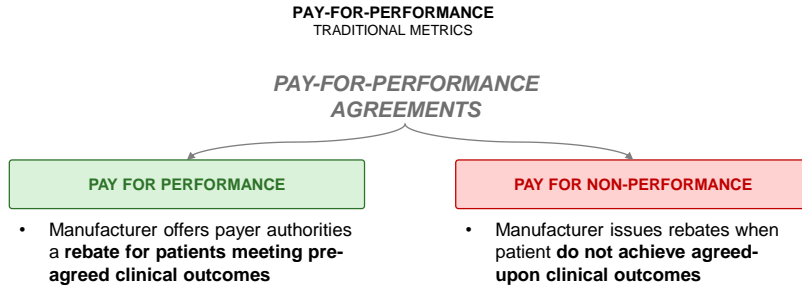 PAY-FOR-PERFORMANCE
TRADITIONAL METRICS
PAY-FOR-PERFORMANCE
AGREEMENTS
PAY FOR PERFORMANCE
• Manufacturer offers payer authorities
a rebate for patients meeting pre-
agreed clinical outcomes
PAY FOR NON-PERFORMANCE
• Manufacturer issues rebates when
patient do not achieve agreed-
upon clinical outcomes